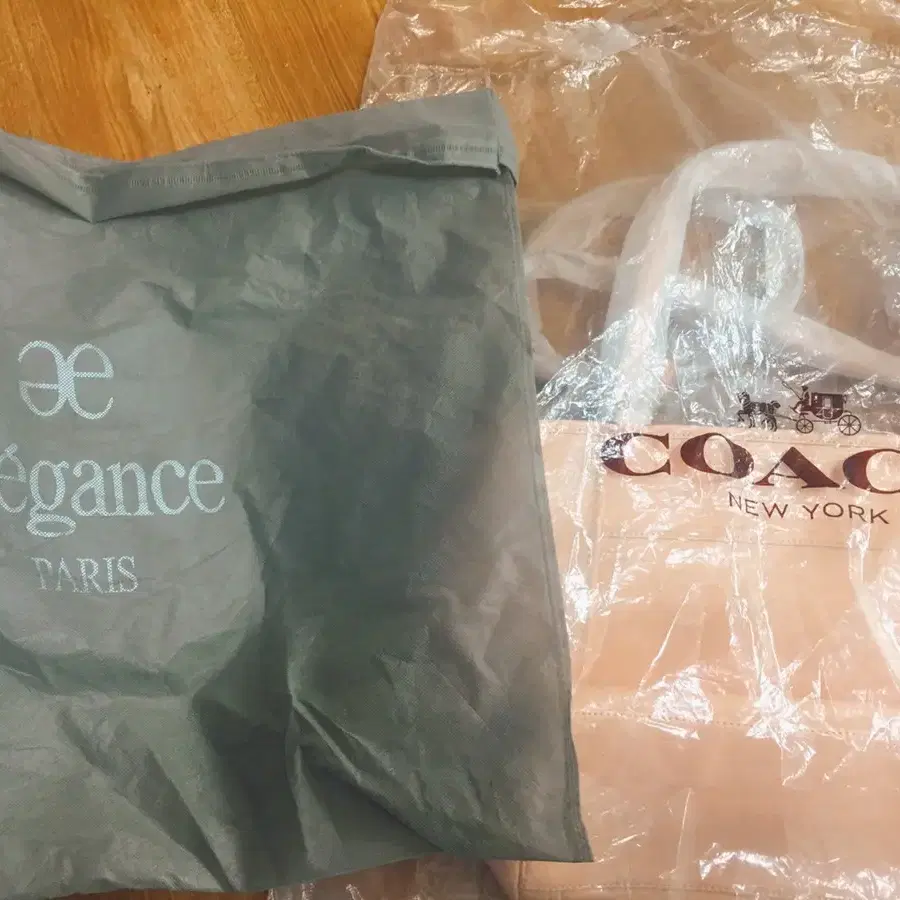 æ
égance
PARIS
COAC
NEW YORK